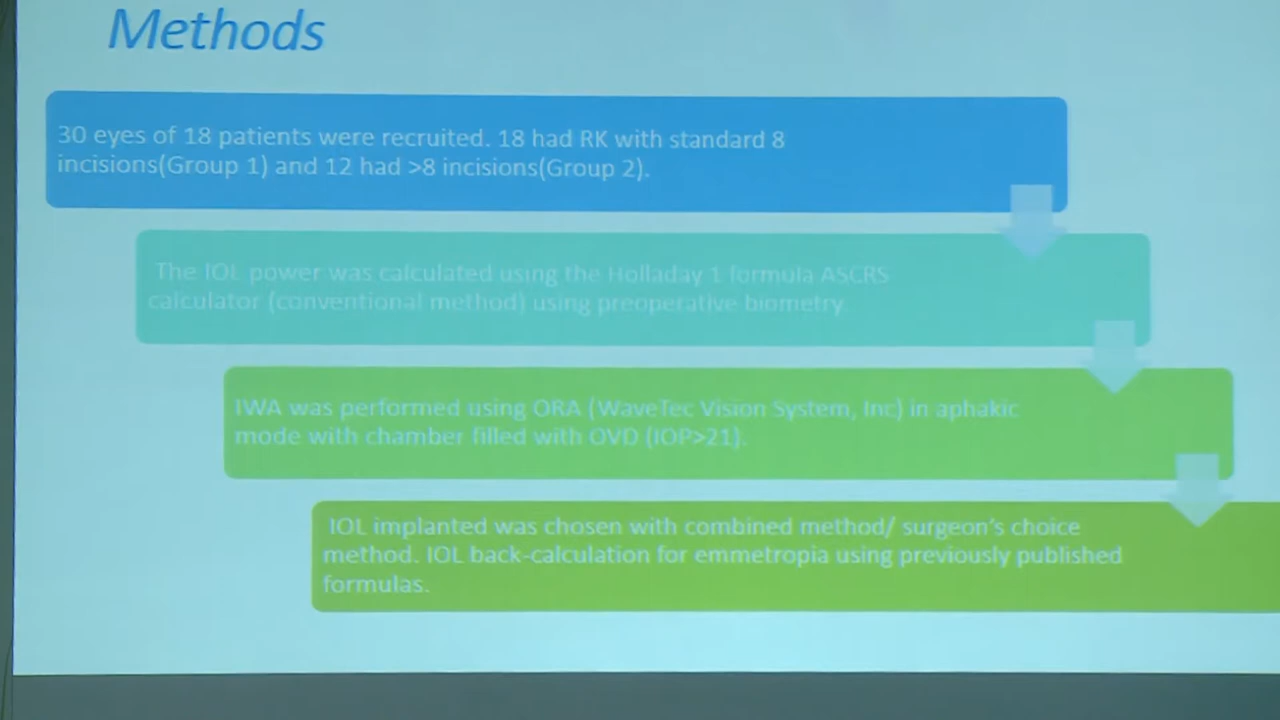 Methods
30 eyes of 18 patients were recruited. 18 had RK with standard 8
incisions(Group 1) and 12 had >8 incisions(Group 2).
The IOL power was calculated using the Holladay 1 formula ASCRS
calculator (conventional method) using preoperative biometry.
IWA was performed using ORA (WaveTec Vision System, Inc) in aphakic
mode with chamber filled with OVD (IOP>21).
IOL implanted was chosen with combined method/ surgeon's choice
method. IOL back-calculation for emmetropia using previously published
formulas.